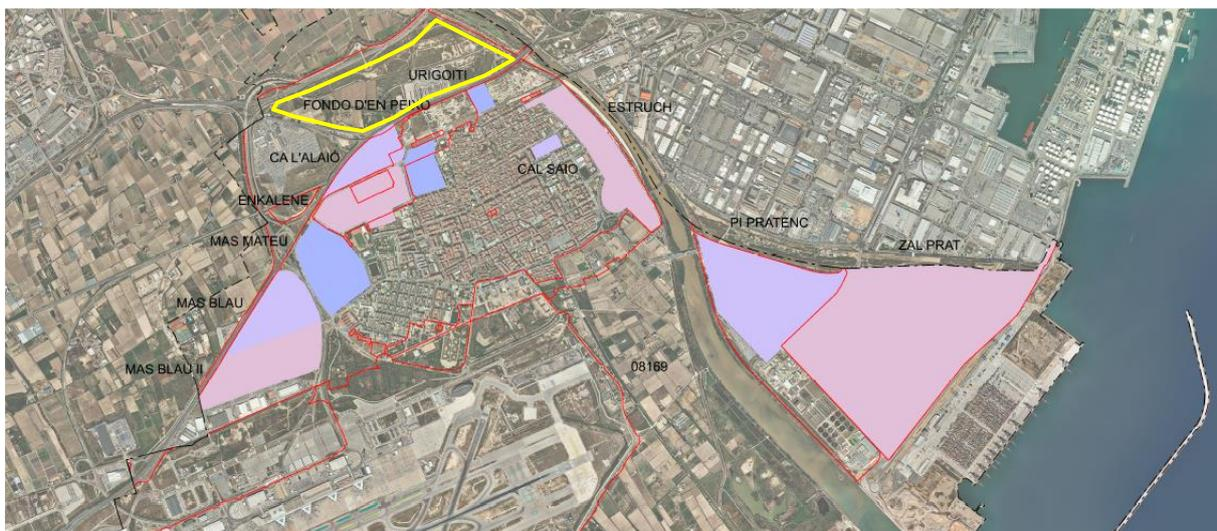 URIGOITI
FONDO D'EN PEIXO
ESTRUCH
CA L'ALAIÓ
CAL SAIO
ENKALENE
PI PRATENC
MAS MATEU
ZAL PRAT
MAS BLAU
MAS BLAU II
08169